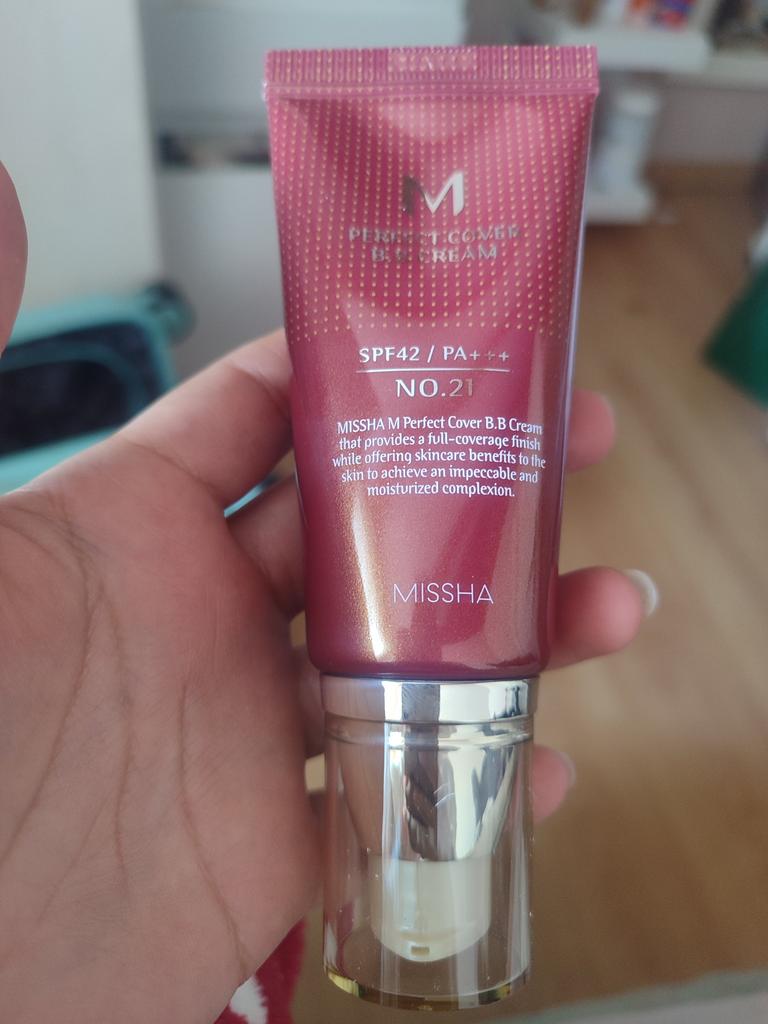 M
PERFECT COVER
B.B CREAM
SPF42 / PA+++
NO.21
MISSHA M Perfect Cover B.B Cream
that provides a full-coverage finish
while offering skincare benefits to the
skin to achieve an impeccable and
moisturized complexion.
MISSHA